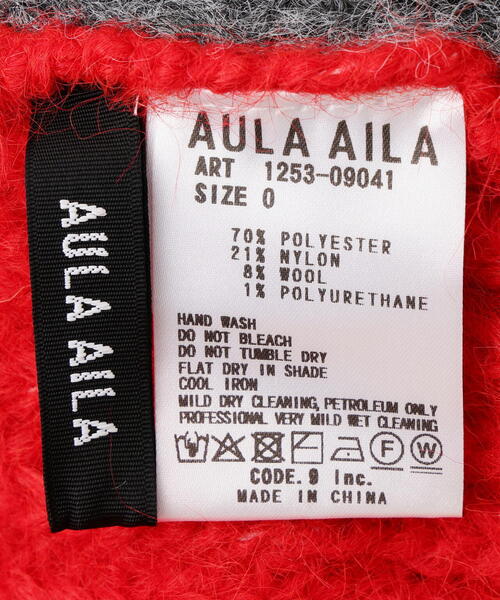 AULA AILA
AULA AILA
ART 1253-09041
SIZE 0
70% POLYESTER
21% NYLON
8% WOOL
1% POLYURETHANE
HAND WASH
DO NOT BLEACH
DO NOT TUMBLE DRY
FLAT DRY IN SHADE
COOL IRON
MILD DRY CLEANING, PETROLEUM ONLY
PROFESSIONAL VERY MILD WET CLEANING
F W
CODE.9 Inc.
MADE IN CHINA